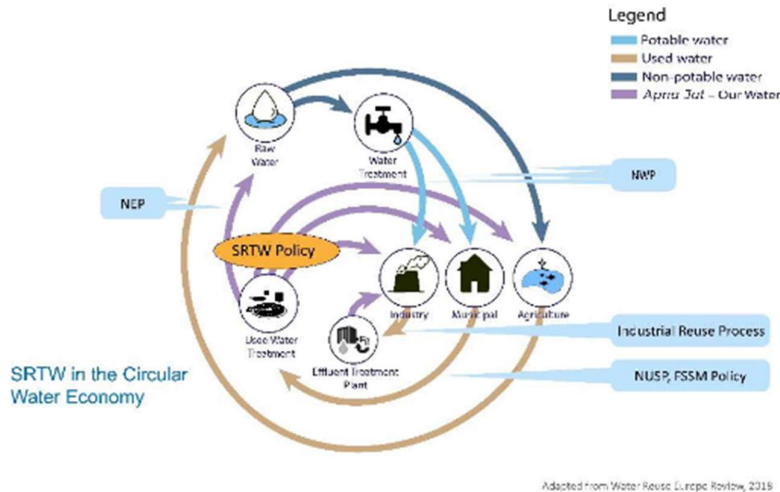 Legend
Potable water
Used water
Non-potable water
Apna Jal – Our Water
Raw
Water
Water
Treatment
NWP
NEP
SRTW Policy
Industry
Municipal
Agriculture
Used Water
Treatment
Effluent Treatment
Plant
Industrial Reuse Process
NUSP, FSSM Policy
SRTW in the Circular
Water Economy
Adapted from Water Reuse Europe Review, 2018